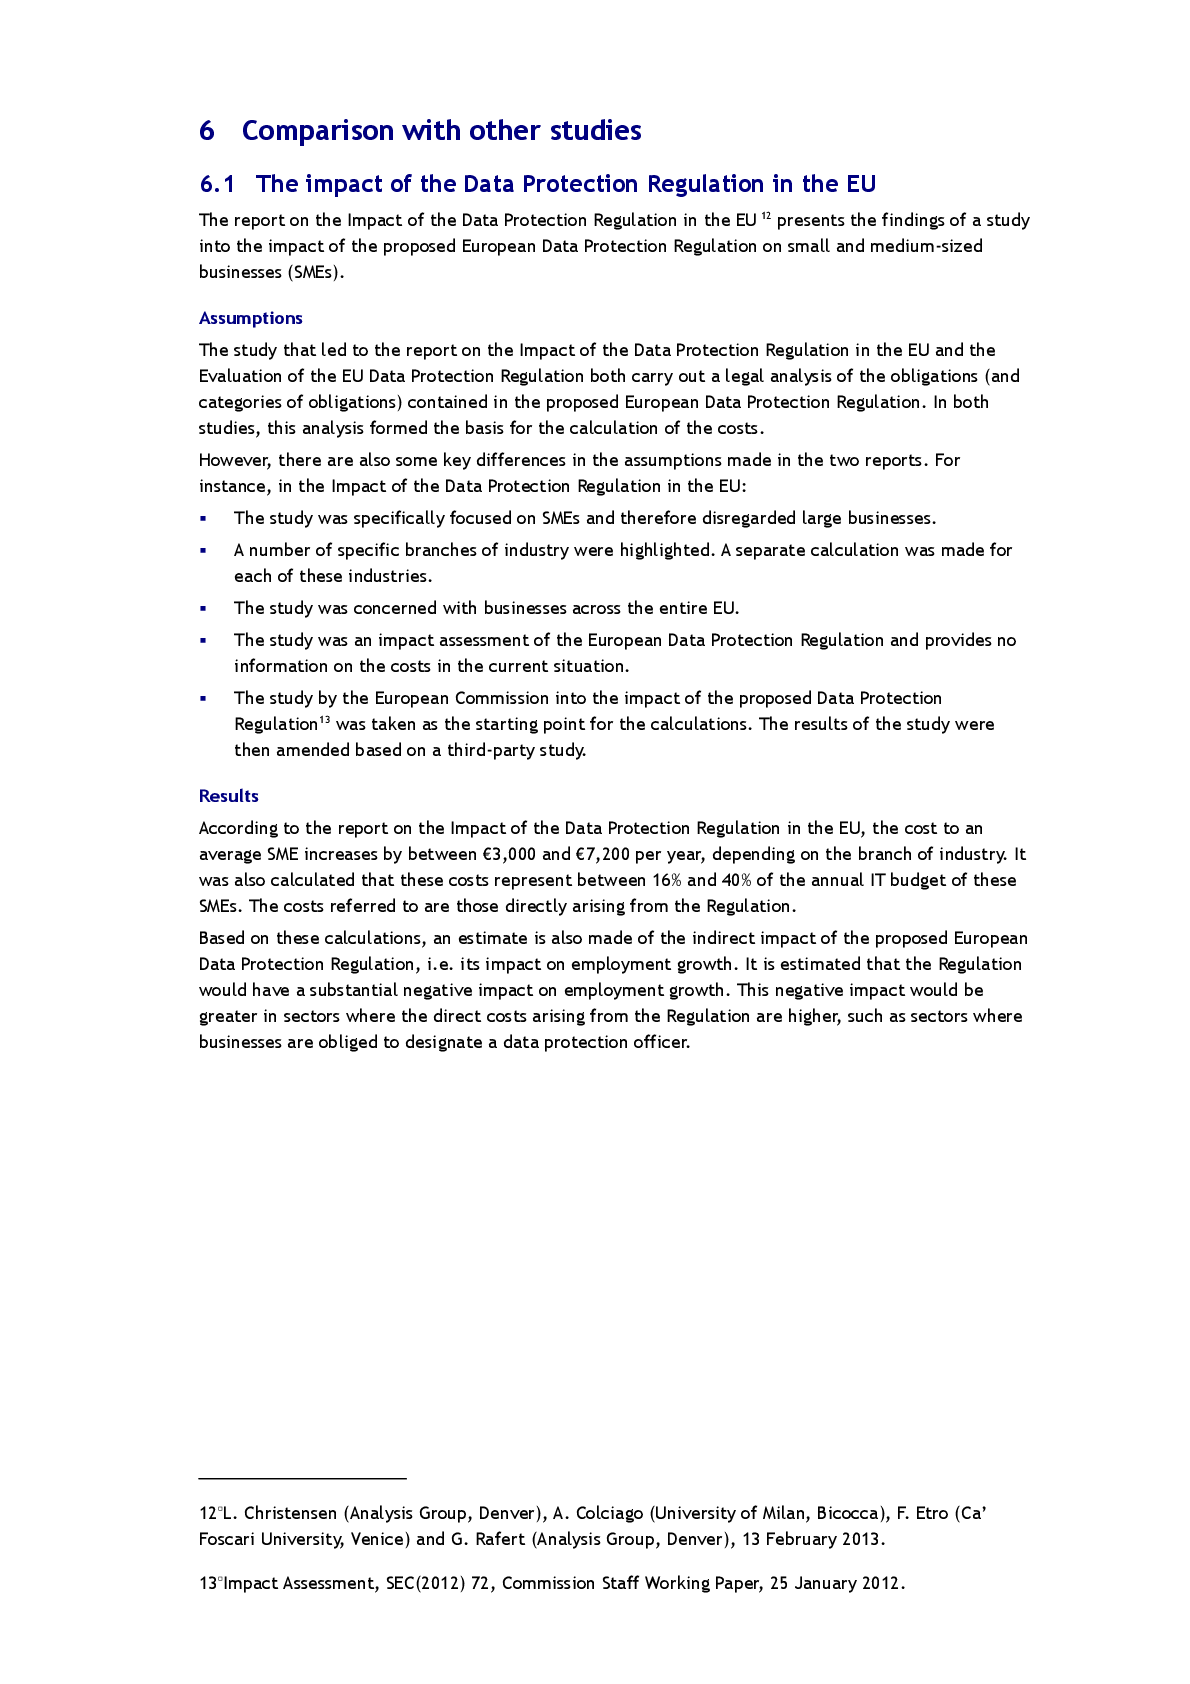 6 Comparison with other studies
6.1 The impact of the Data Protection Regulation in the EU
The report on the Impact of the Data Protection Regulation in the EU 12 presents the findings of a study
into the impact of the proposed European Data Protection Regulation on small and medium-sized
businesses (SMEs).
Assumptions
The study that led to the report on the Impact of the Data Protection Regulation in the EU and the
Evaluation of the EU Data Protection Regulation both carry out a legal analysis of the obligations (and
categories of obligations) contained in the proposed European Data Protection Regulation. In both
studies, this analysis formed the basis for the calculation of the costs.
However, there are also some key differences in the assumptions made in the two reports. For
instance, in the Impact of the Data Protection Regulation in the EU:
▪ The study was specifically focused on SMEs and therefore disregarded large businesses.
▪ A number of specific branches of industry were highlighted. A separate calculation was made for
each of these industries.
▪ The study was concerned with businesses across the entire EU.
▪ The study was an impact assessment of the European Data Protection Regulation and provides no
information on the costs in the current situation.
▪ The study by the European Commission into the impact of the proposed Data Protection
Regulation13 was taken as the starting point for the calculations. The results of the study were
then amended based on a third-party study.
Results
According to the report on the Impact of the Data Protection Regulation in the EU, the cost to an
average SME increases by between €3,000 and €7,200 per year, depending on the branch of industry. It
was also calculated that these costs represent between 16% and 40% of the annual IT budget of these
SMEs. The costs referred to are those directly arising from the Regulation.
Based on these calculations, an estimate is also made of the indirect impact of the proposed European
Data Protection Regulation, i.e. its impact on employment growth. It is estimated that the Regulation
would have a substantial negative impact on employment growth. This negative impact would be
greater in sectors where the direct costs arising from the Regulation are higher, such as sectors where
businesses are obliged to designate a data protection officer.
12 L. Christensen (Analysis Group, Denver), A. Colciago (University of Milan, Bicocca), F. Etro (Ca’
Foscari University, Venice) and G. Rafert (Analysis Group, Denver), 13 February 2013.
13 Impact Assessment, SEC(2012) 72, Commission Staff Working Paper, 25 January 2012.